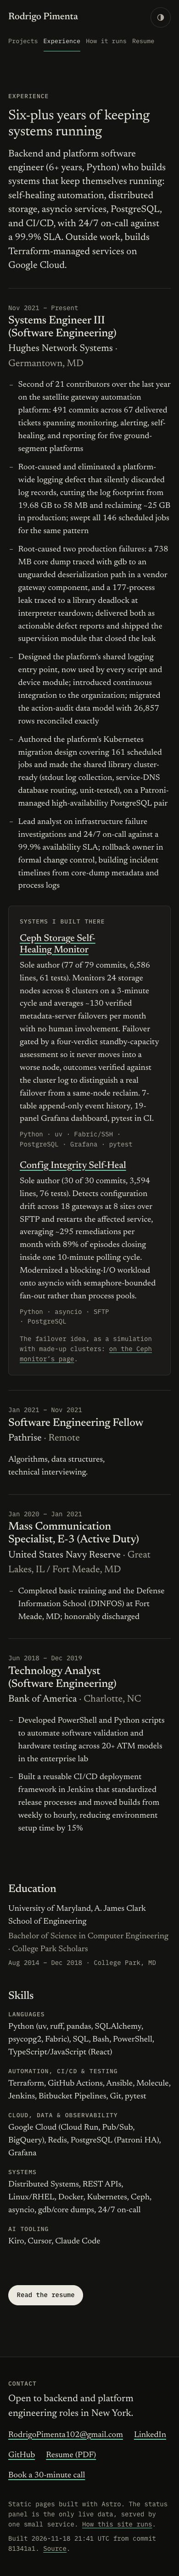 Rodrigo Pimenta
Projects Experience How it runs Resume
EXPERIENCE
Six-plus years of keeping
systems running
Backend and platform software
engineer (6+ years, Python) who builds
systems that keep themselves running:
self-healing automation, distributed
storage, asyncio services, PostgreSQL,
and CI/CD, with 24/7 on-call against
a 99.9% SLA. Outside work, builds
Terraform-managed services on
Google Cloud.
Nov 2021 – Present
Systems Engineer III
(Software Engineering)
Hughes Network Systems ·
Germantown, MD
– Second of 21 contributors over the last year
on the satellite gateway automation
platform: 491 commits across 67 delivered
tickets spanning monitoring, alerting, self-
healing, and reporting for five ground-
segment platforms
– Root-caused and eliminated a platform-
wide logging defect that silently discarded
log records, cutting the log footprint from
19.68 GB to 58 MB and reclaiming ~25 GB
in production; swept all 146 scheduled jobs
for the same pattern
– Root-caused two production failures: a 738
MB core dump traced with gdb to an
unguarded deserialization path in a vendor
gateway component, and a 177-process
leak traced to a library deadlock at
interpreter teardown; delivered both as
actionable defect reports and shipped the
supervision module that closed the leak
– Designed the platform's shared logging
entry point, now used by every script and
device module; introduced continuous
integration to the organization; migrated
the action-audit data model with 26,857
rows reconciled exactly
– Authored the platform's Kubernetes
migration design covering 161 scheduled
jobs and made the shared library cluster-
ready (stdout log collection, service-DNS
database routing, unit-tested), on a Patroni-
managed high-availability PostgreSQL pair
– Lead analyst on infrastructure failure
investigations and 24/7 on-call against a
99.9% availability SLA; rollback owner in
formal change control, building incident
timelines from core-dump metadata and
process logs
SYSTEMS I BUILT THERE
Ceph Storage Self-
Healing Monitor
Sole author (77 of 79 commits, 6,586
lines, 61 tests). Monitors 24 storage
nodes across 8 clusters on a 3-minute
cycle and averages ~130 verified
metadata-server failovers per month
with no human involvement. Failover
gated by a four-verdict standby-capacity
assessment so it never moves into a
worse node, outcomes verified against
the cluster log to distinguish a real
failover from a same-node reclaim. 7-
table append-only event history, 19-
panel Grafana dashboard, pytest in CI.
Python · uv · Fabric/SSH ·
PostgreSQL · Grafana · pytest
Config Integrity Self-Heal
Sole author (30 of 30 commits, 3,594
lines, 76 tests). Detects configuration
drift across 18 gateways at 8 sites over
SFTP and restarts the affected service,
averaging ~295 remediations per
month with 89% of episodes closing
inside one 10-minute polling cycle.
Modernized a blocking-I/O workload
onto asyncio with semaphore-bounded
fan-out rather than process pools.
Python · asyncio · SFTP
· PostgreSQL
The failover idea, as a simulation
with made-up clusters: on the Ceph
monitor's page.
Jan 2021 – Nov 2021
Software Engineering Fellow
Pathrise · Remote
Algorithms, data structures,
technical interviewing.
Jan 2020 – Jan 2021
Mass Communication
Specialist, E-3 (Active Duty)
United States Navy Reserve · Great
Lakes, IL / Fort Meade, MD
– Completed basic training and the Defense
Information School (DINFOS) at Fort
Meade, MD; honorably discharged
Jun 2018 – Dec 2019
Technology Analyst
(Software Engineering)
Bank of America · Charlotte, NC
– Developed PowerShell and Python scripts
to automate software validation and
hardware testing across 20+ ATM models
in the enterprise lab
– Built a reusable CI/CD deployment
framework in Jenkins that standardized
release processes and moved builds from
weekly to hourly, reducing environment
setup time by 15%
Education
University of Maryland, A. James Clark
School of Engineering
Bachelor of Science in Computer Engineering
· College Park Scholars
Aug 2014 – Dec 2018 · College Park, MD
Skills
LANGUAGES
Python (uv, ruff, pandas, SQLAlchemy,
psycopg2, Fabric), SQL, Bash, PowerShell,
TypeScript/JavaScript (React)
AUTOMATION, CI/CD & TESTING
Terraform, GitHub Actions, Ansible, Molecule,
Jenkins, Bitbucket Pipelines, Git, pytest
CLOUD, DATA & OBSERVABILITY
Google Cloud (Cloud Run, Pub/Sub,
BigQuery), Redis, PostgreSQL (Patroni HA),
Grafana
SYSTEMS
Distributed Systems, REST APIs,
Linux/RHEL, Docker, Kubernetes, Ceph,
asyncio, gdb/core dumps, 24/7 on-call
AI TOOLING
Kiro, Cursor, Claude Code
Read the resume
CONTACT
Open to backend and platform
engineering roles in New York.
RodrigoPimenta102@gmail.com LinkedIn
GitHub Resume (PDF)
Book a 30-minute call
Static pages built with Astro. The status
panel is the only live data, served by
one small service. How this site runs.
Built 2026-11-18 21:41 UTC from commit
81341a1. Source.